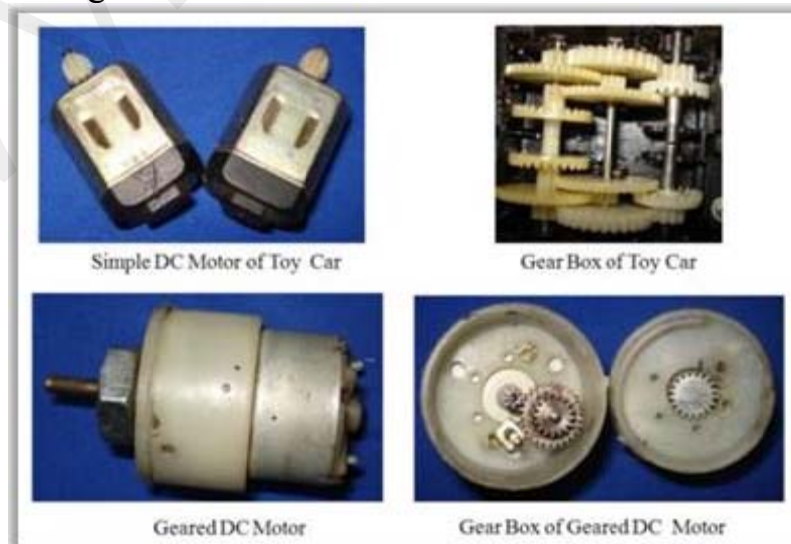 Simple DC Motor of Toy Car
Gear Box of Toy Car
Geared DC Motor
Gear Box of Geared DC Motor